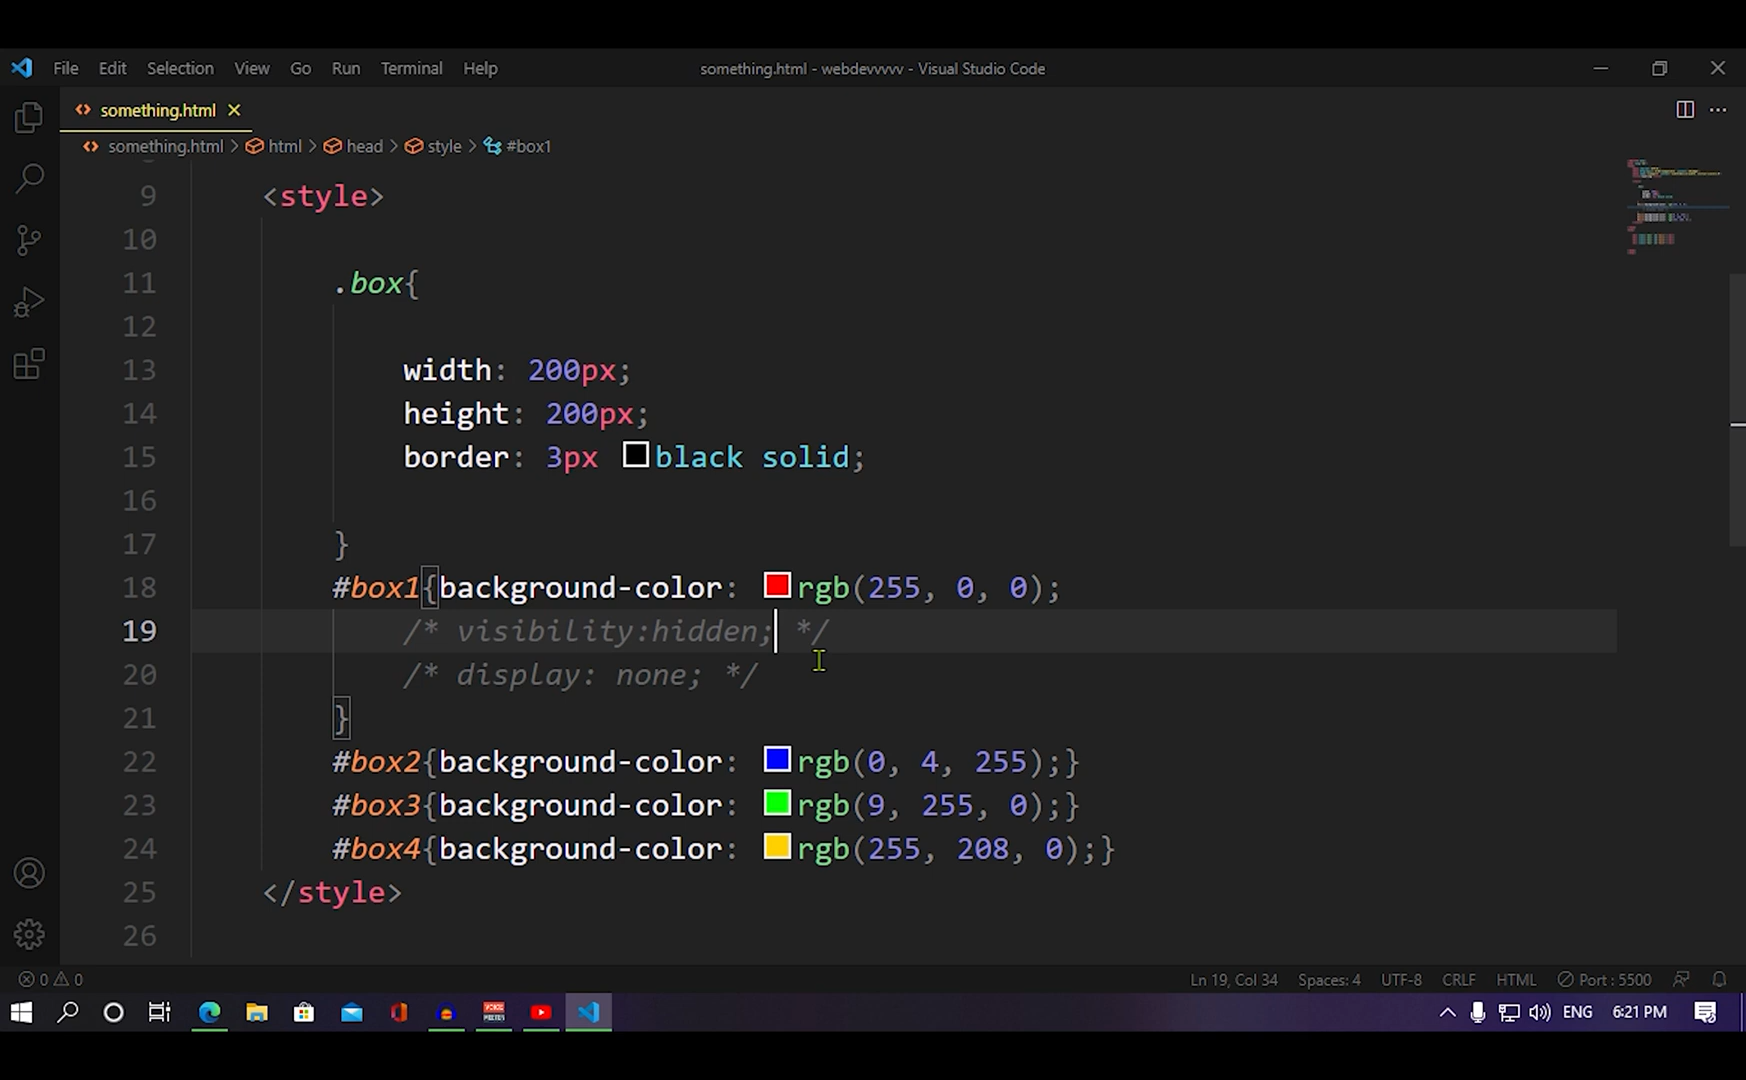 File Edit Selection View Go Run Terminal Help something.html - webdevvvvv - Visual Studio Code
something.html
something.html > html > head > style > #box1
9 <style>
10
11 .box{
12
13 width: 200px;
14 height: 200px;
15 border: 3px black solid;
16
17 }
18 #box1{background-color: rgb(255, 0, 0);
19 /* visibility:hidden; */
20 /* display: none; */
21 }
22 #box2{background-color: rgb(0, 4, 255);}
23 #box3{background-color: rgb(9, 255, 0);}
24 #box4{background-color: rgb(255, 208, 0);}
25 </style>
26
0 0 Ln 19, Col 34 Spaces: 4 UTF-8 CRLF HTML Port : 5500
ENG 6:21 PM